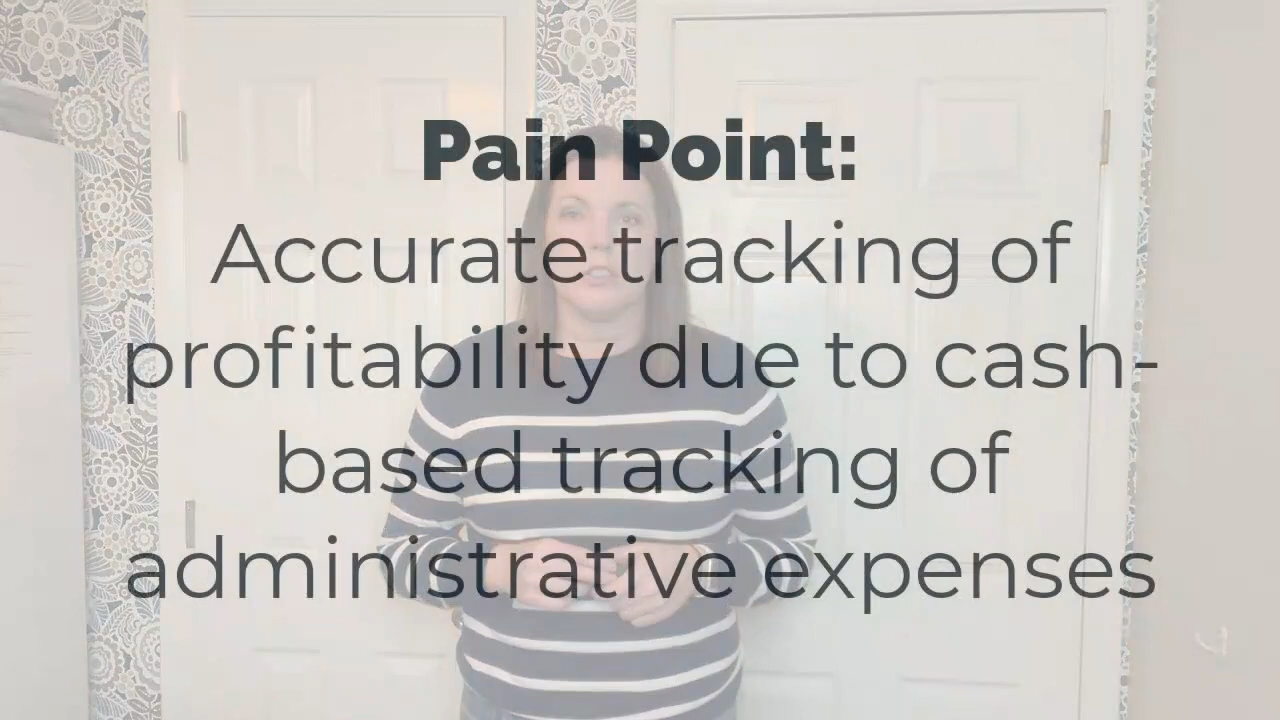 Pain Point:
Accurate tracking of
profitability due to cash-
based tracking of
administrative expenses